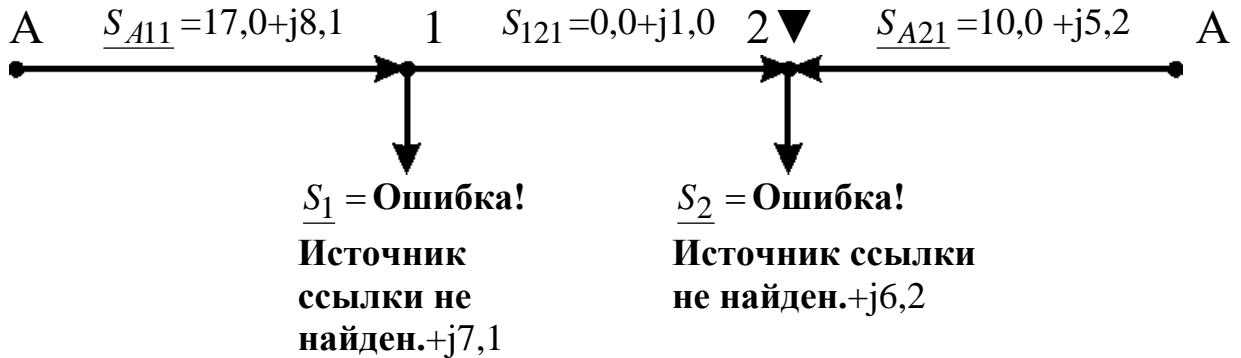 A S_A11 =17,0+j8,1 1 S_121 =0,0+j1,0 2▼ S_A21 =10,0 +j5,2 A
S_1 = Ошибка!
Источник
ссылки не
найден.+j7,1
S_2 = Ошибка!
Источник ссылки
не найден.+j6,2